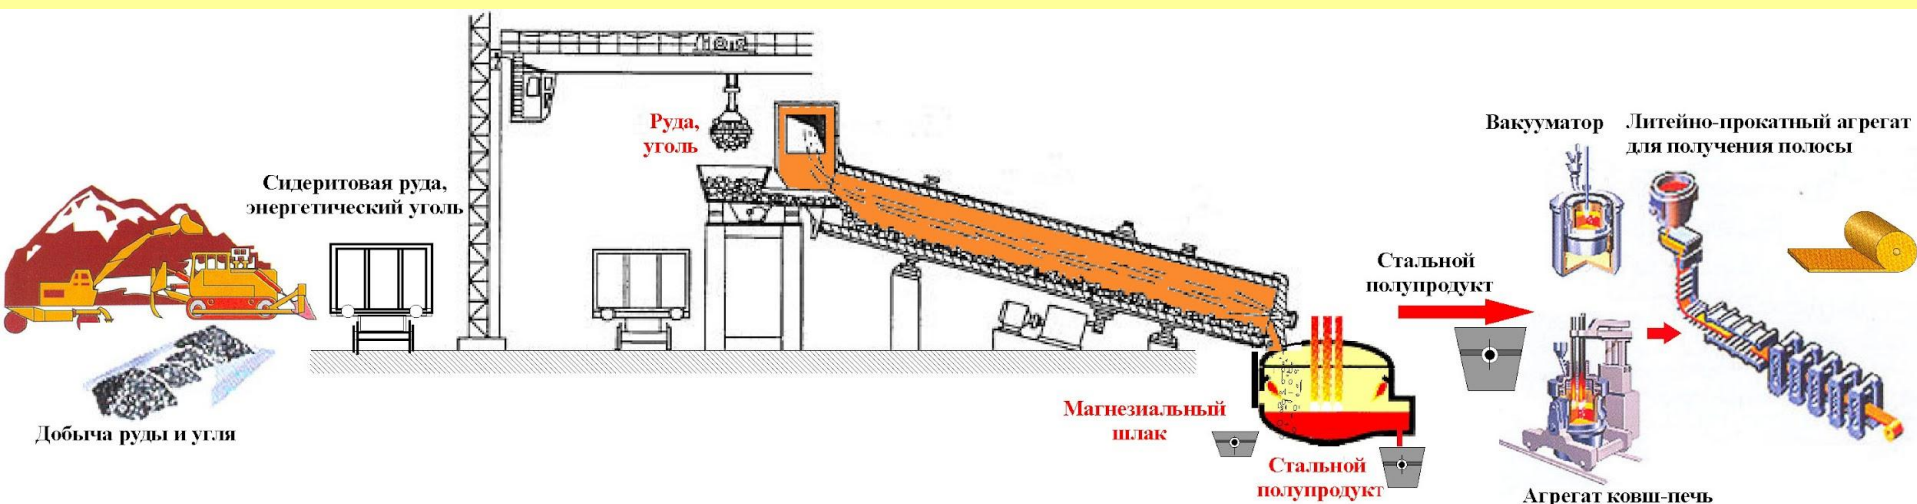 Добыча руды и угля
Сидеритовая руда,
энергетический уголь
Руда,
уголь
Магнезиальный
шлак
Стальной
полупродукт
Стальной
полупродукт
Вакууматор
Агрегат ковш-печь
Литейно-прокатный агрегат
для получения полосы